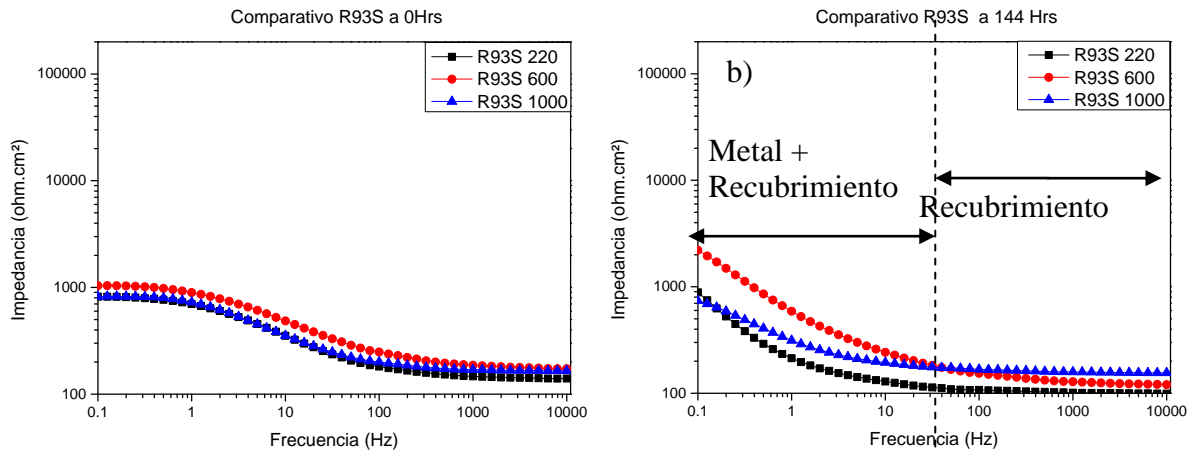 Comparativo R93S a 0Hrs
R93S 220
R93S 600
R93S 1000
100000
10000
1000
100
Impedancia (ohm.cm²)
0.1 1 10 100 1000 10000
Frecuencia (Hz)
Comparativo R93S a 144 Hrs
b)
R93S 220
R93S 600
R93S 1000
Metal +
Recubrimiento
Recubrimiento
100000
10000
1000
100
Impedancia (ohm.cm²)
0.1 1 10 100 1000 10000
Frecuencia (Hz)